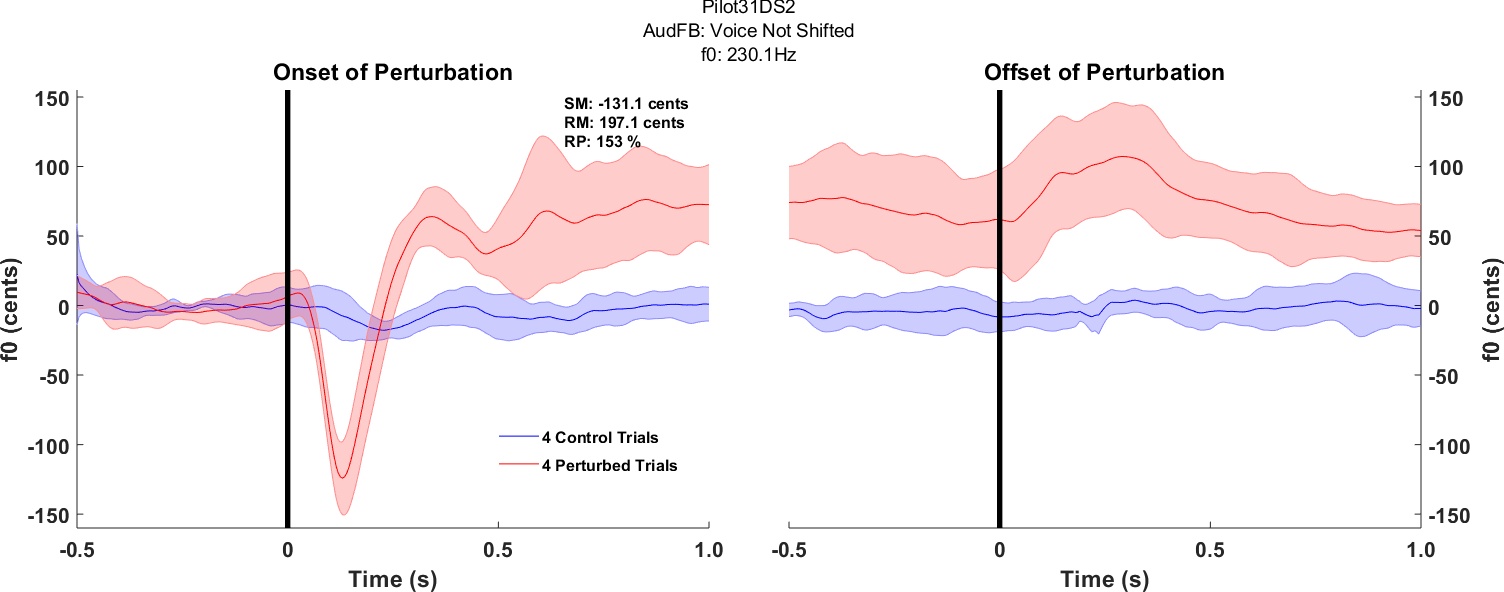 Pilot31DS2
AudFB: Voice Not Shifted
f0: 230.1Hz
Onset of Perturbation
Offset of Perturbation
SM: -131.1 cents
RM: 197.1 cents
RP: 153 %
150
100
50
0
-50
-100
-150
f0 (cents)
4 Control Trials
4 Perturbed Trials
-0.5
0
0.5
1.0
Time (s)
150
100
50
0
-50
-100
-150
f0 (cents)
-0.5
0
0.5
1.0
Time (s)